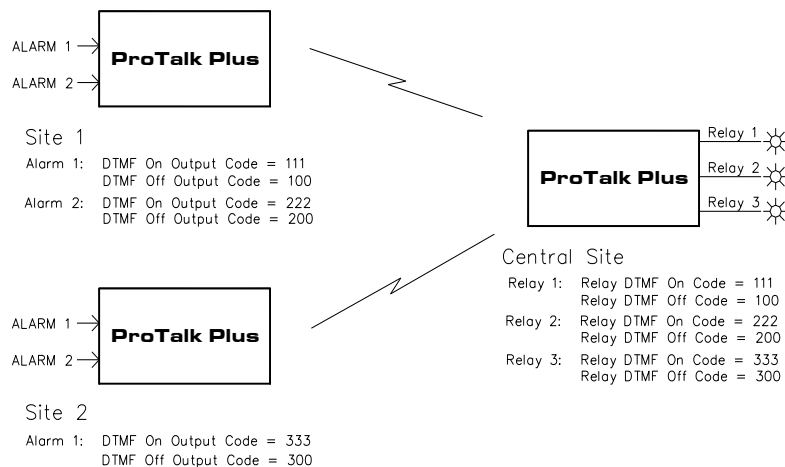 ALARM 1
ALARM 2
ProTalk Plus
Site 1
Alarm 1: DTMF On Output Code = 111
DTMF Off Output Code = 100
Alarm 2: DTMF On Output Code = 222
DTMF Off Output Code = 200
ALARM 1
ALARM 2
ProTalk Plus
Site 2
Alarm 1: DTMF On Output Code = 333
DTMF Off Output Code = 300
ProTalk Plus
Relay 1
Relay 2
Relay 3
Central Site
Relay 1: Relay DTMF On Code = 111
Relay DTMF Off Code = 100
Relay 2: Relay DTMF On Code = 222
Relay DTMF Off Code = 200
Relay 3: Relay DTMF On Code = 333
Relay DTMF Off Code = 300